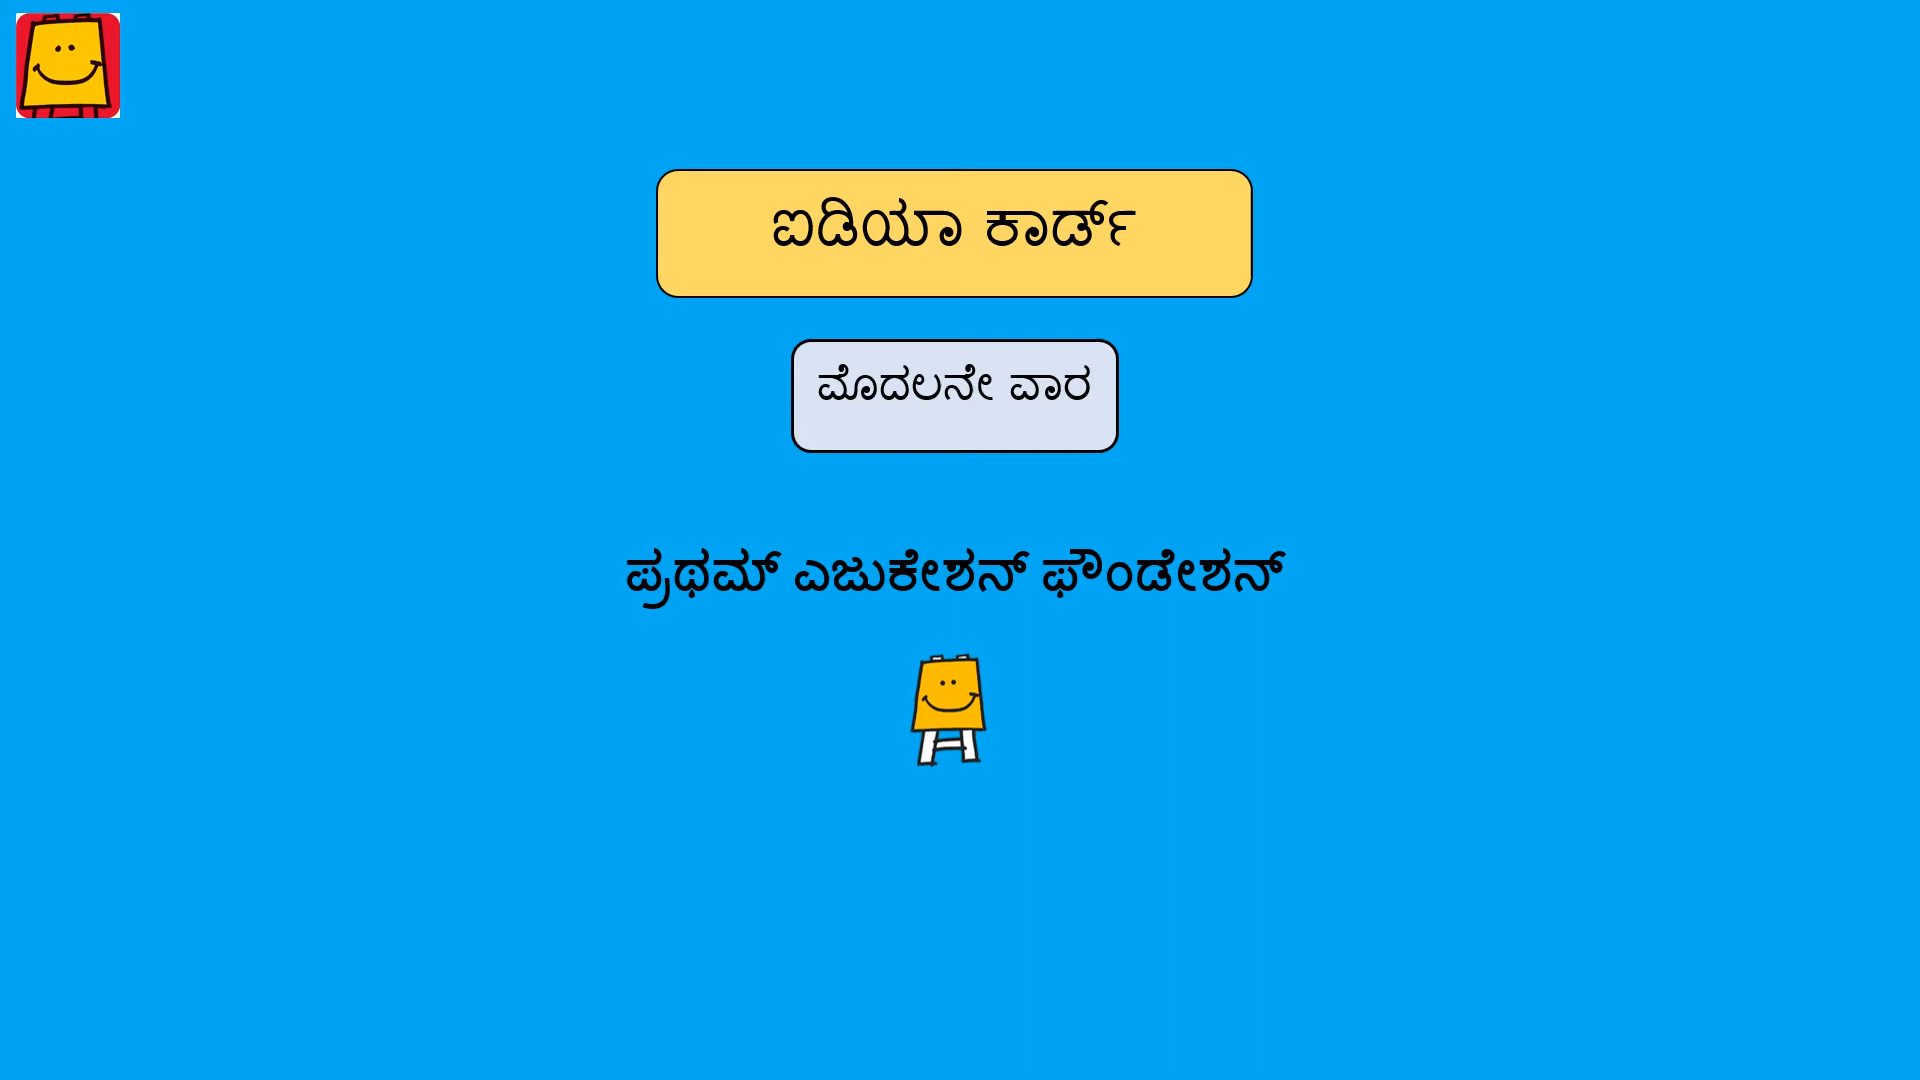 ಐಡಿಯಾ ಕಾರ್ಡ್
ಮೊದಲನೇ ವಾರ
ಪ್ರಥಮ್ ಎಜುಕೇಶನ್ ಫೌಂಡೇಶನ್